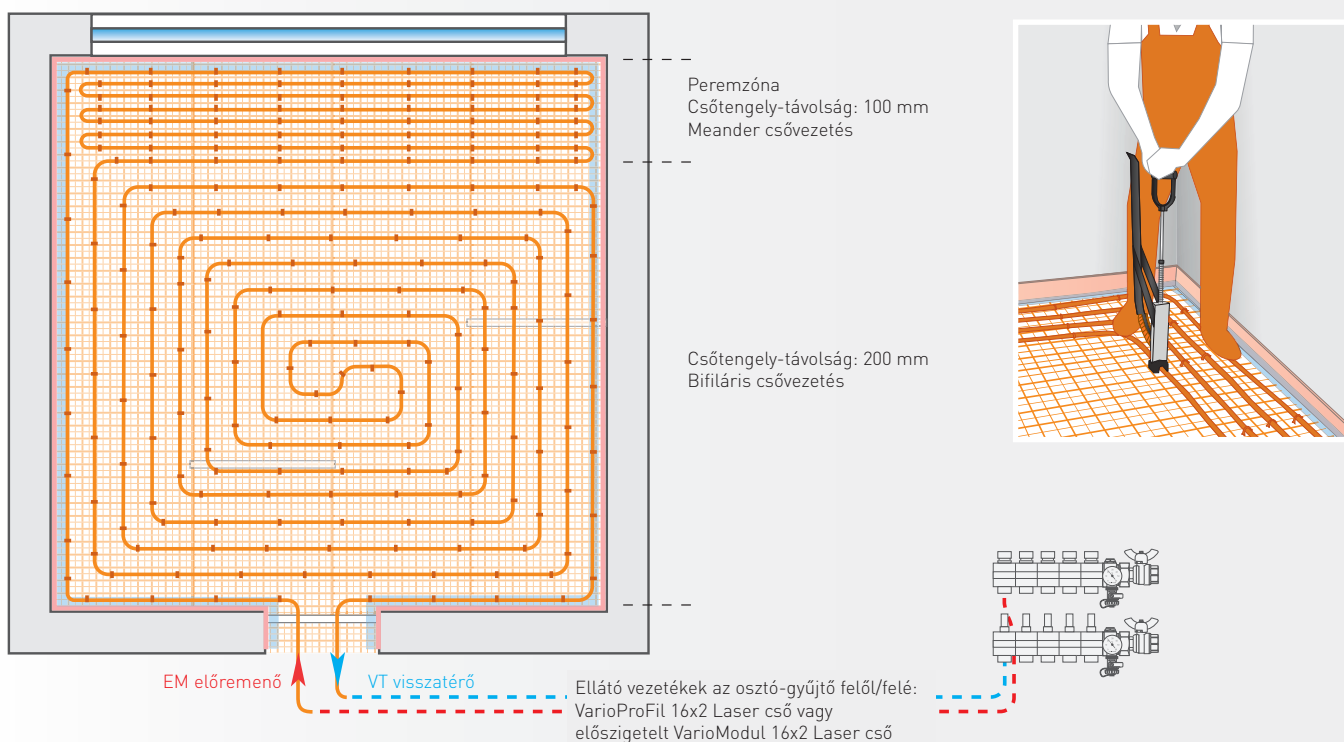 Peremzóna
Csőtengely-távolság: 100 mm
Meander csővezetés
Csőtengely-távolság: 200 mm
Bifiláris csővezetés
EM előremenő
VT visszatérő
Ellátó vezetékek az osztó-gyűjtő felől/felé:
VarioProFil 16x2 Laser cső vagy
előszigetelt VarioModul 16x2 Laser cső